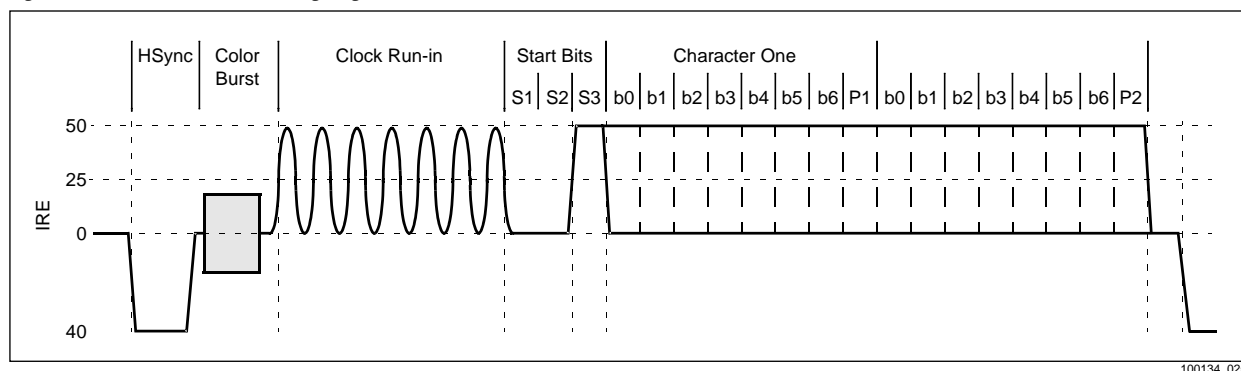 HSync
Color
Burst
Clock Run-in
Start Bits
Character One
S1 S2 S3 b0 b1 b2 b3 b4 b5 b6 P1 b0 b1 b2 b3 b4 b5 b6 P2
50
25
IRE
0
40